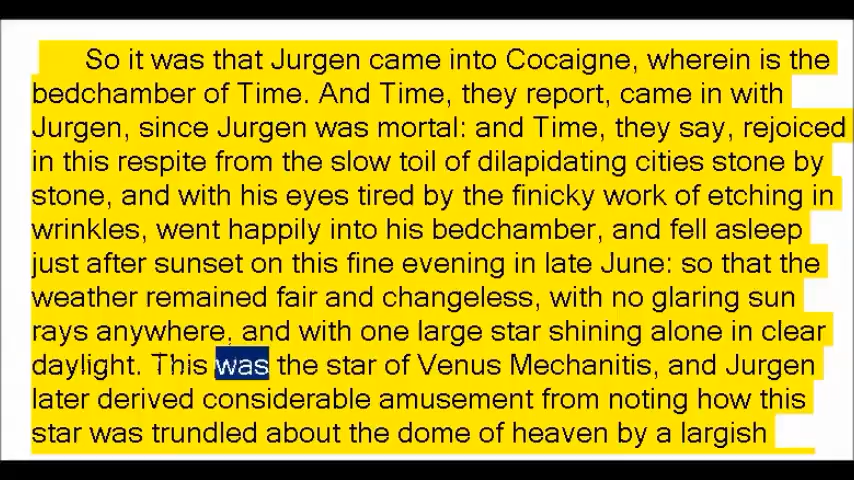 So it was that Jurgen came into Cocaigne, wherein is the
bedchamber of Time. And Time, they report, came in with
Jurgen, since Jurgen was mortal: and Time, they say, rejoiced
in this respite from the slow toil of dilapidating cities stone by
stone, and with his eyes tired by the finicky work of etching in
wrinkles, went happily into his bedchamber, and fell asleep
just after sunset on this fine evening in late June: so that the
weather remained fair and changeless, with no glaring sun
rays anywhere, and with one large star shining alone in clear
daylight. This was the star of Venus Mechanitis, and Jurgen
later derived considerable amusement from noting how this
star was trundled about the dome of heaven by a largish